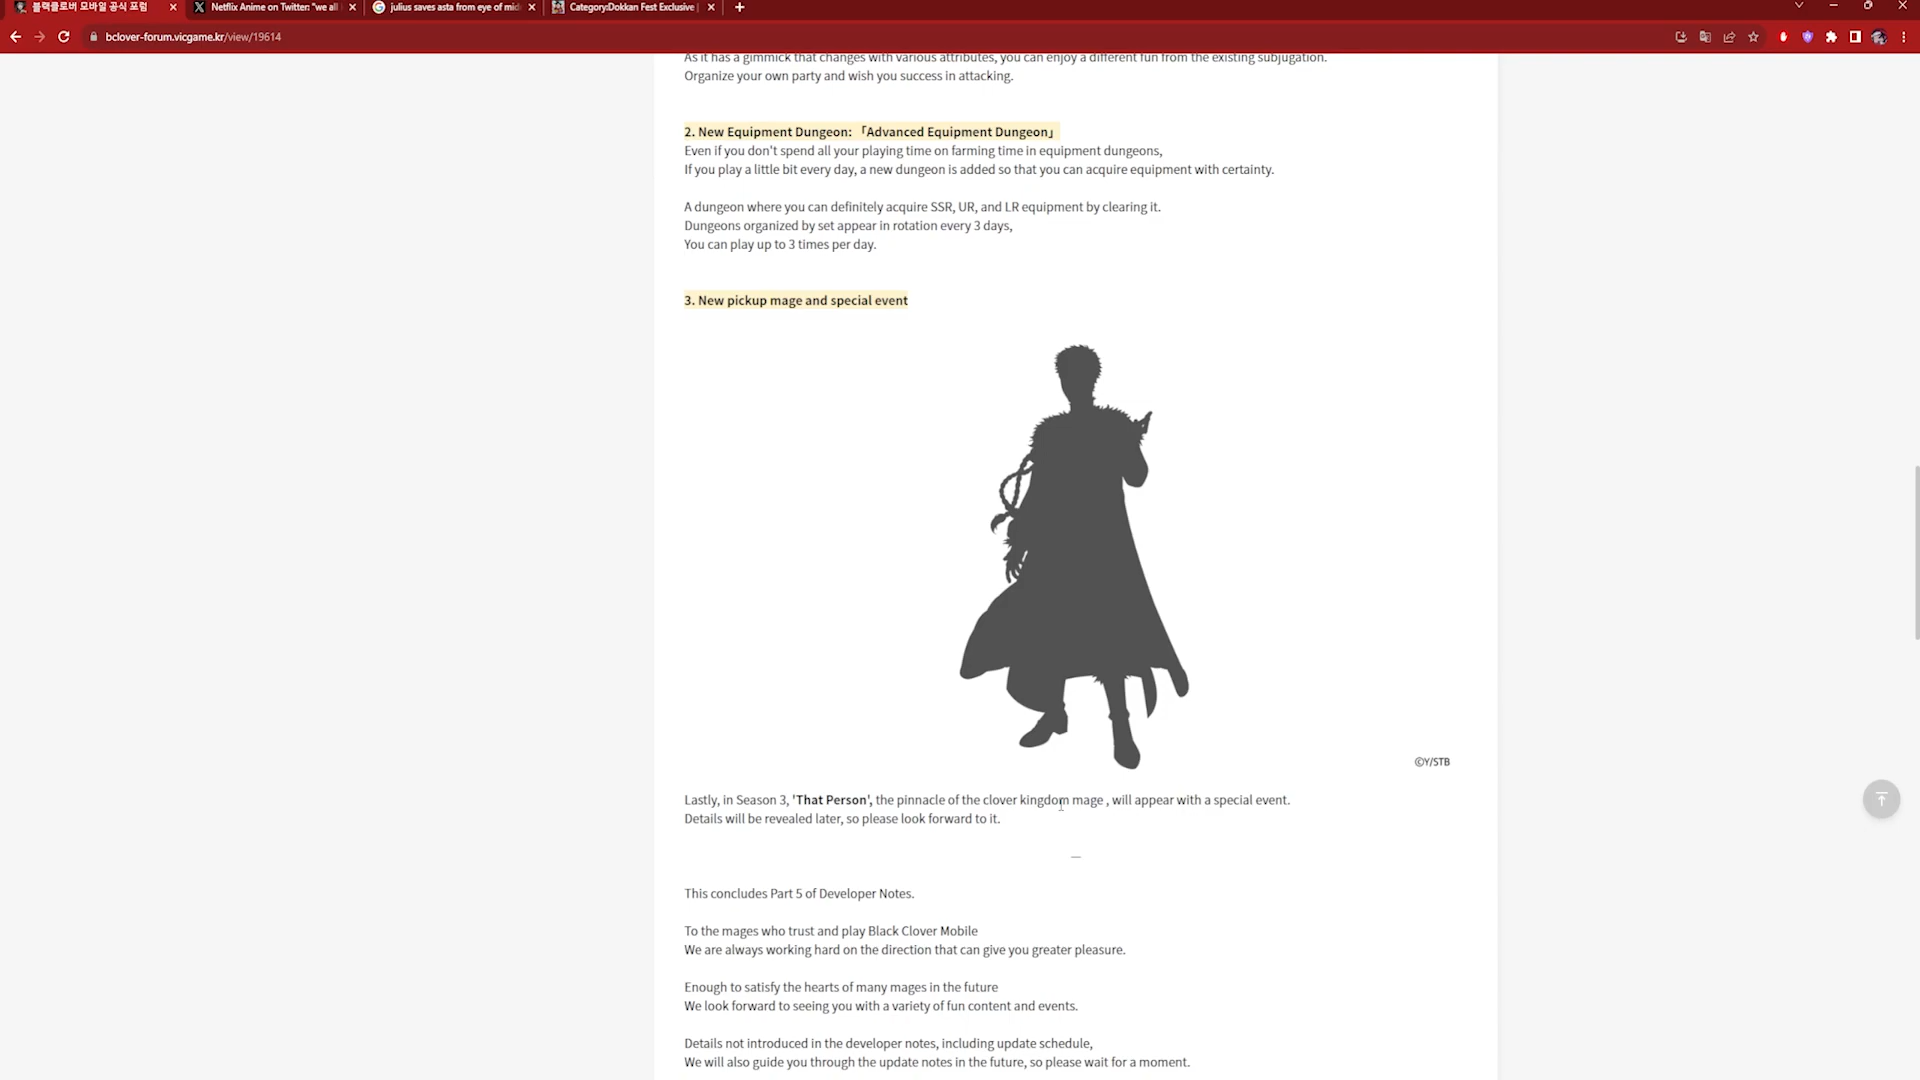 블랙클로버 모바일 공식 포럼
Netflix Anime on Twitter: "we all
julius saves asta from eye of mid
Category:Dokkan Fest Exclusive
bclover-forum.vicgame.kr/view/19614
As it has a gimmick that changes with various attributes, you can enjoy a different fun from the existing subjugation.
Organize your own party and wish you success in attacking.
2. New Equipment Dungeon: 「Advanced Equipment Dungeon」
Even if you don't spend all your playing time on farming time in equipment dungeons,
If you play a little bit every day, a new dungeon is added so that you can acquire equipment with certainty.
A dungeon where you can definitely acquire SSR, UR, and LR equipment by clearing it.
Dungeons organized by set appear in rotation every 3 days,
You can play up to 3 times per day.
3. New pickup mage and special event
©Y/STB
Lastly, in Season 3, 'That Person', the pinnacle of the clover kingdom mage , will appear with a special event.
Details will be revealed later, so please look forward to it.
—
This concludes Part 5 of Developer Notes.
To the mages who trust and play Black Clover Mobile
We are always working hard on the direction that can give you greater pleasure.
Enough to satisfy the hearts of many mages in the future
We look forward to seeing you with a variety of fun content and events.
Details not introduced in the developer notes, including update schedule,
We will also guide you through the update notes in the future, so please wait for a moment.